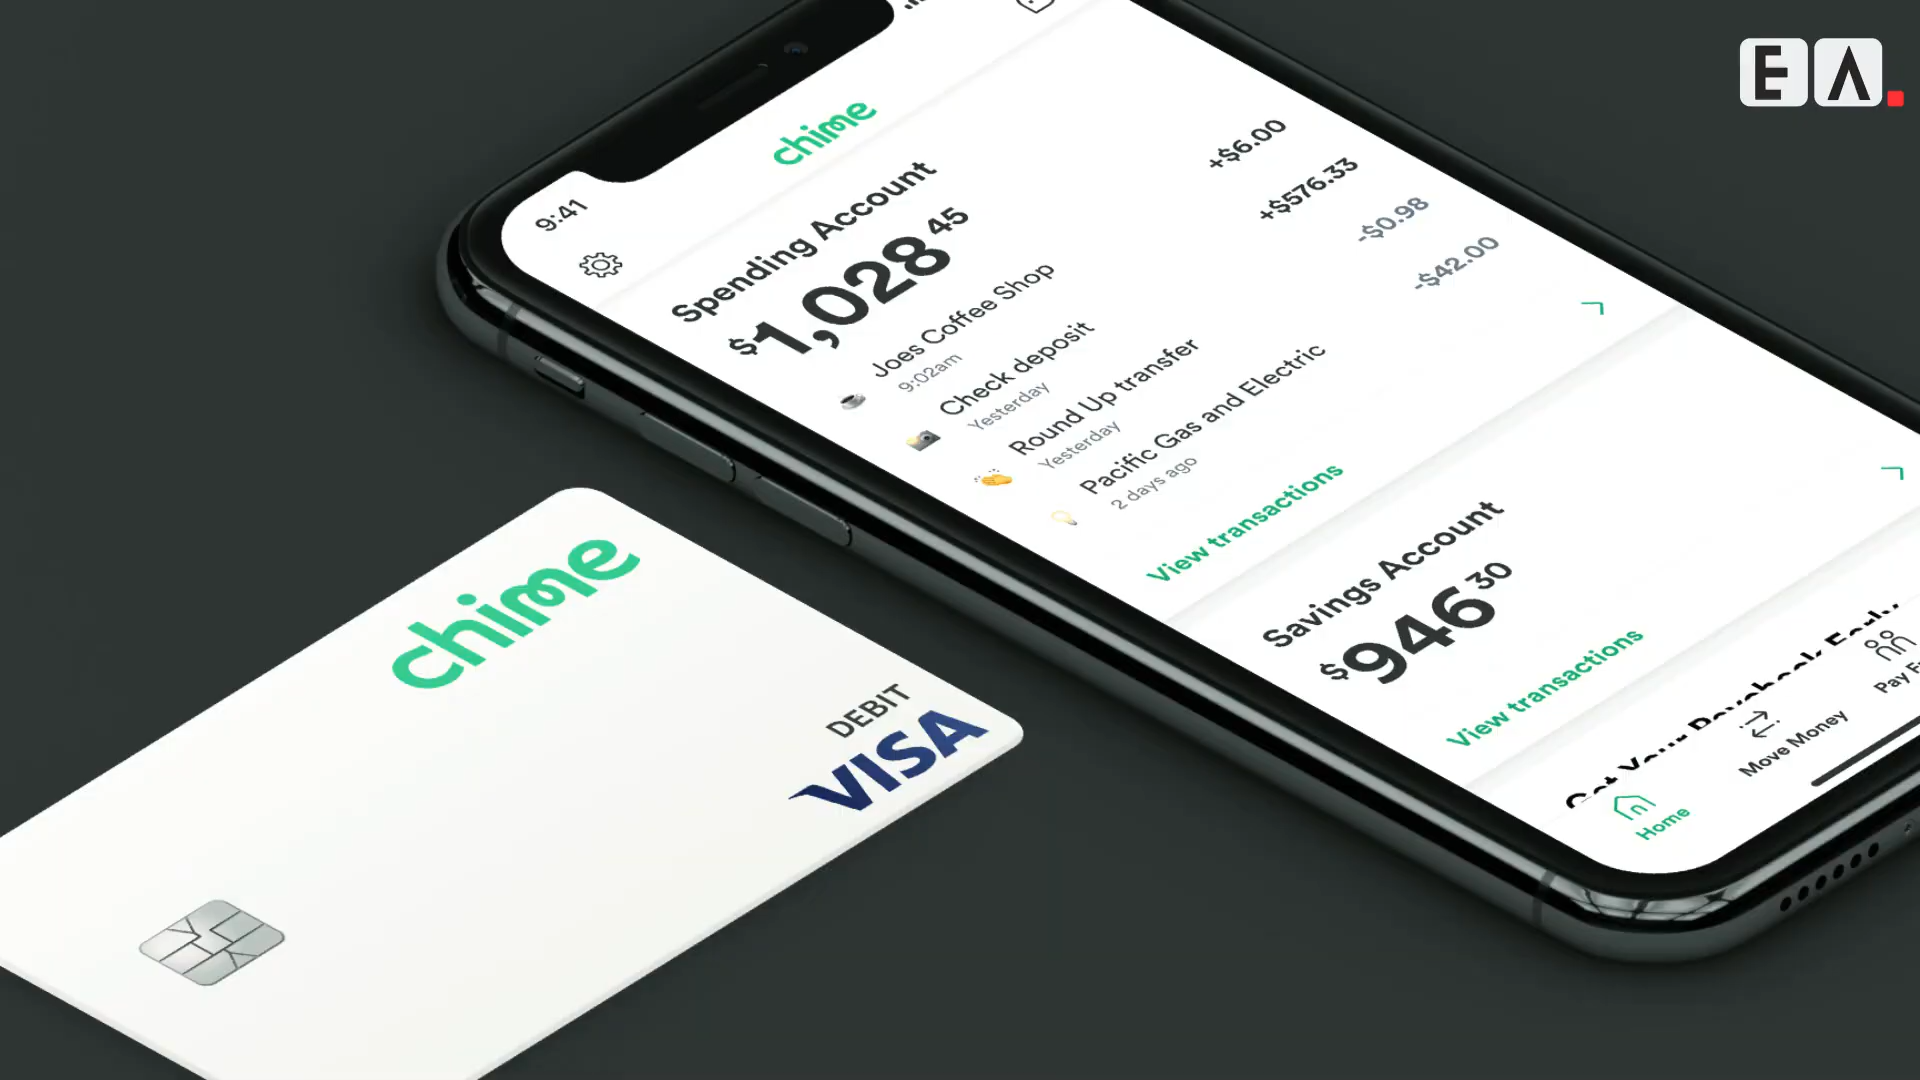 EA.
9:41
chime
Spending Account
$1,028.45
Joes Coffee Shop
+$6.00
9:02am
Check deposit
+$576.33
Yesterday
Round Up transfer
-$0.98
Yesterday
Pacific Gas and Electric
-$42.00
2 days ago
View transactions
Savings Account
$946.30
View transactions
Home
Move Money
Pay
chime
DEBIT
VISA